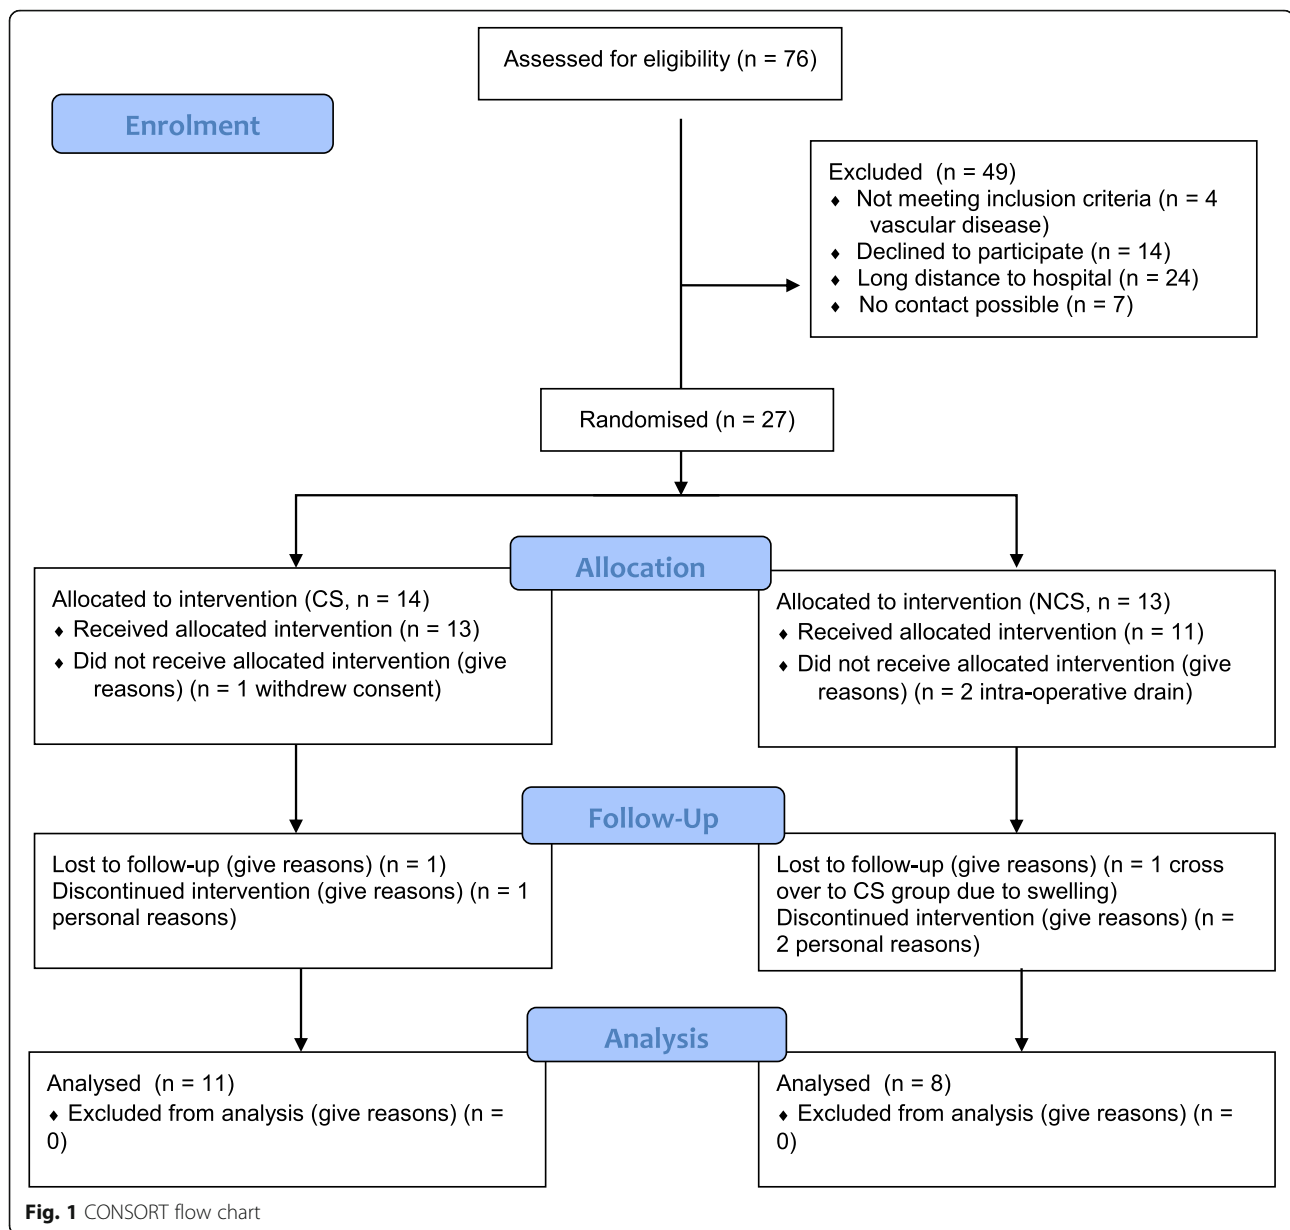 Assessed for eligibility (n = 76)
Enrolment
Excluded (n = 49)
♦ Not meeting inclusion criteria (n = 4
vascular disease)
♦ Declined to participate (n = 14)
♦ Long distance to hospital (n = 24)
♦ No contact possible (n = 7)
Randomised (n = 27)
Allocation
Allocated to intervention (CS, n = 14)
♦ Received allocated intervention (n = 13)
♦ Did not receive allocated intervention (give
reasons) (n = 1 withdrew consent)
Allocated to intervention (NCS, n = 13)
♦ Received allocated intervention (n = 11)
♦ Did not receive allocated intervention (give
reasons) (n = 2 intra-operative drain)
Follow-Up
Lost to follow-up (give reasons) (n = 1)
Discontinued intervention (give reasons) (n = 1
personal reasons)
Lost to follow-up (give reasons) (n = 1 cross
over to CS group due to swelling)
Discontinued intervention (give reasons) (n =
2 personal reasons)
Analysis
Analysed (n = 11)
♦ Excluded from analysis (give reasons) (n =
0)
Analysed (n = 8)
♦ Excluded from analysis (give reasons) (n =
0)
Fig. 1 CONSORT flow chart